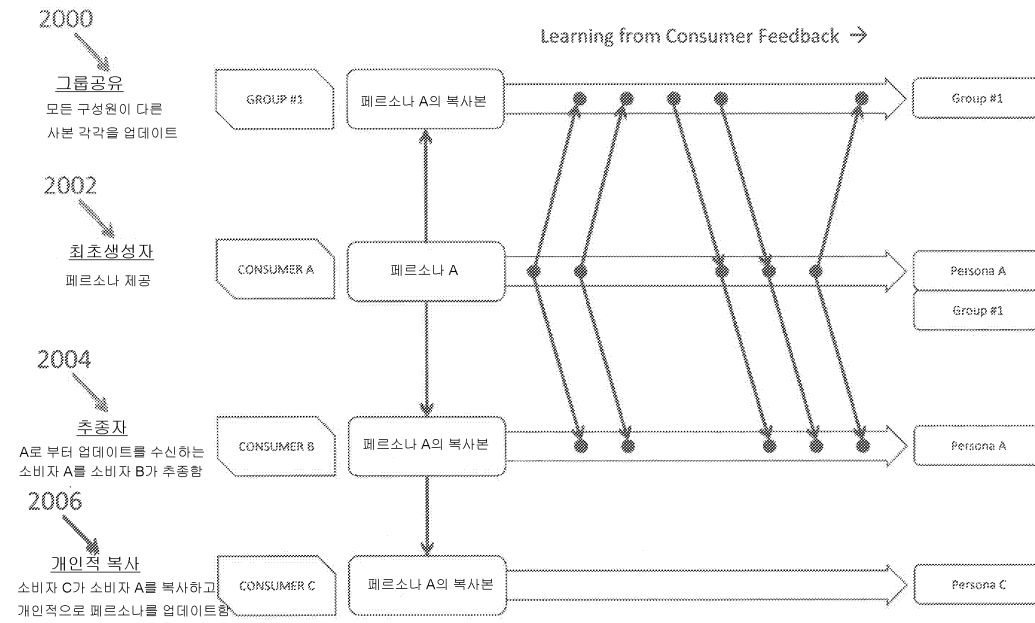 2000
Learning from Consumer Feedback →
그룹공유
모든 구성원이 다른
사본 각각을 업데이트
GROUP #1
페르소나 A의 복사본
Group #1
2002
최초생성자
페르소나 제공
CONSUMER A
페르소나 A
Persona A
Group #1
2004
추종자
A로 부터 업데이트를 수신하는
소비자 A를 소비자 B가 추종함
CONSUMER B
페르소나 A의 복사본
Persona A
2006
개인적 복사
소비자 C가 소비자 A를 복사하고
개인적으로 페르소나를 업데이트함
CONSUMER C
페르소나 A의 복사본
Persona C